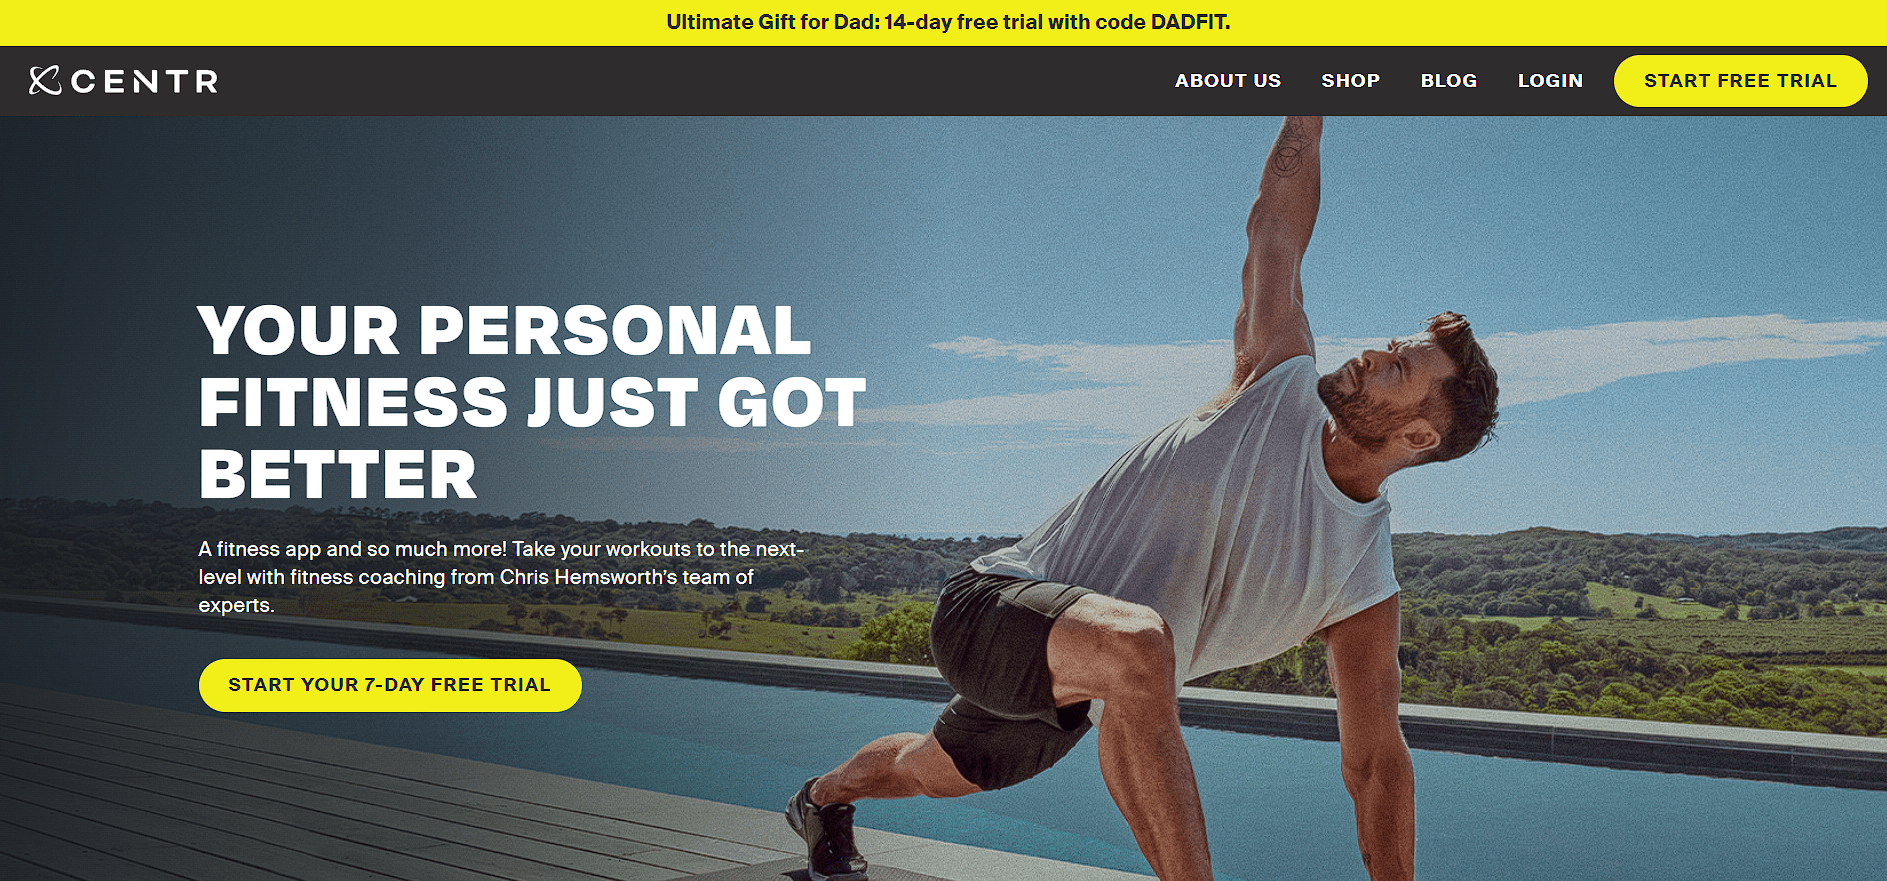 Ultimate Gift for Dad: 14-day free trial with code DADFIT.
CENTR
ABOUT US
SHOP
BLOG
LOGIN
START FREE TRIAL
YOUR PERSONAL
FITNESS JUST GOT
BETTER
A fitness app and so much more! Take your workouts to the next-
level with fitness coaching from Chris Hemsworth’s team of
experts.
START YOUR 7-DAY FREE TRIAL